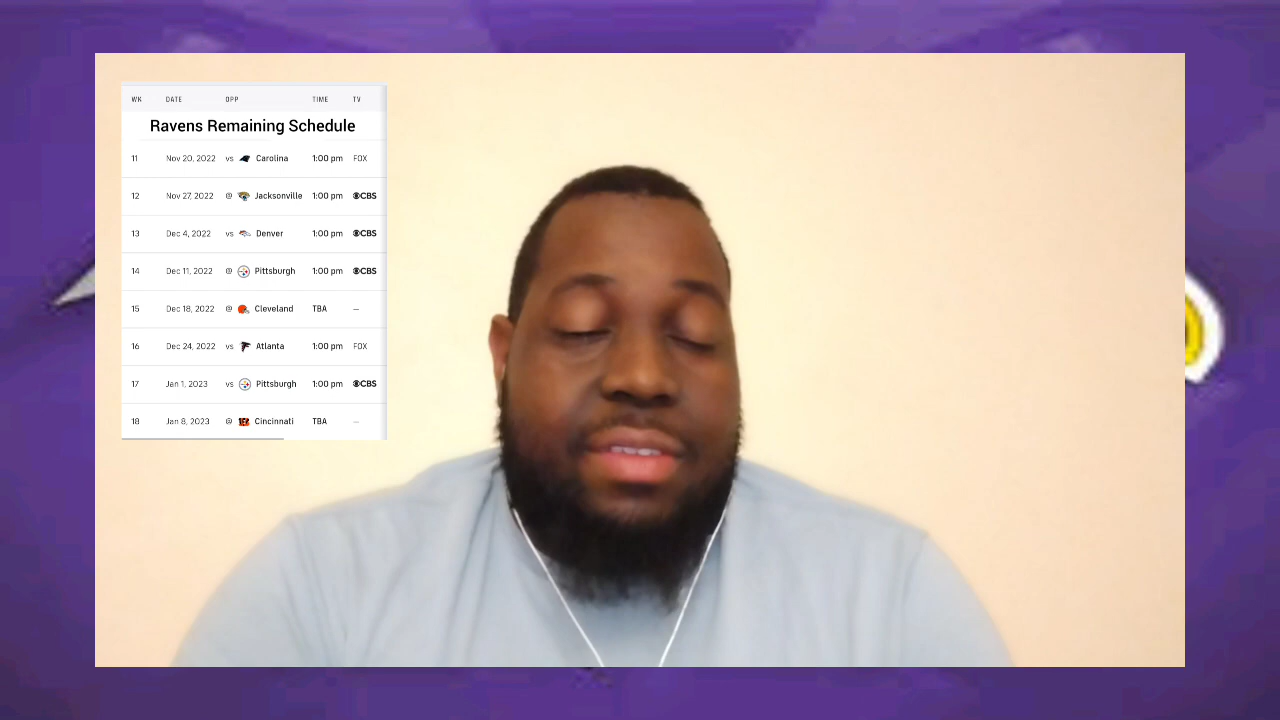 WK DATE OPP TIME TV
Ravens Remaining Schedule
11 Nov 20, 2022 vs Carolina 1:00 pm FOX
12 Nov 27, 2022 @ Jacksonville 1:00 pm CBS
13 Dec 4, 2022 vs Denver 1:00 pm CBS
14 Dec 11, 2022 @ Pittsburgh 1:00 pm CBS
15 Dec 18, 2022 @ Cleveland TBA —
16 Dec 24, 2022 vs Atlanta 1:00 pm FOX
17 Jan 1, 2023 vs Pittsburgh 1:00 pm CBS
18 Jan 8, 2023 @ Cincinnati TBA —